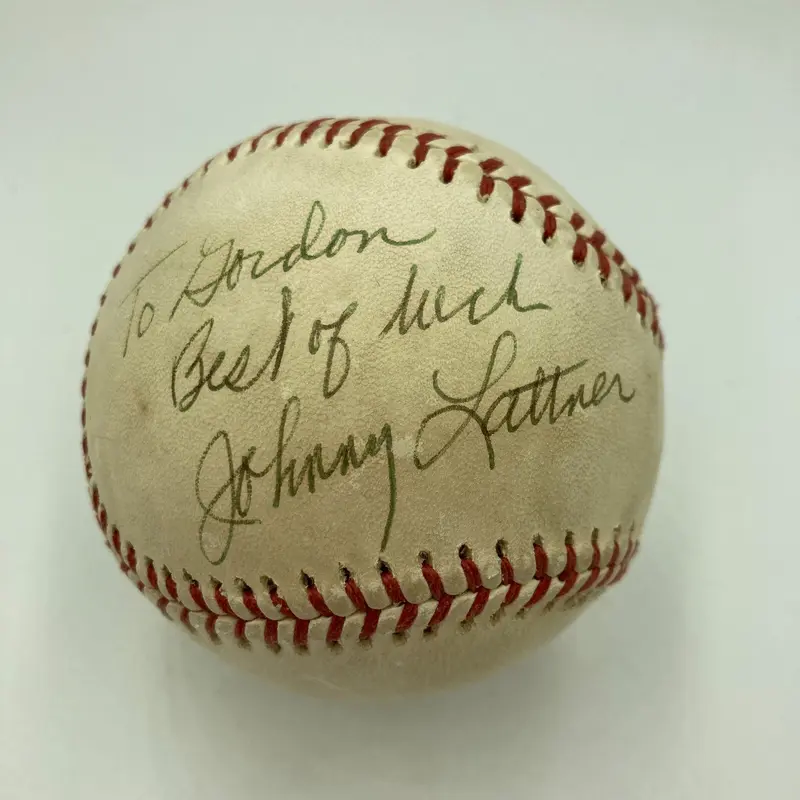 To Gordon
Best of luck
Johnny Lattner